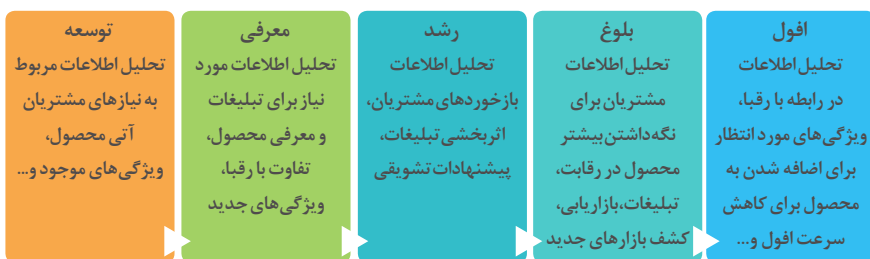 توسعه
تحلیل اطلاعات مربوط
به نیازهای مشتریان
آتی محصول،
ویژگی‌های موجود و...
معرفی
تحلیل اطلاعات مورد
نیاز برای تبلیغات
و معرفی محصول،
تفاوت با رقبا،
ویژگی‌های جدید
رشد
تحلیل اطلاعات
بازخوردهای مشتریان،
اثربخشی تبلیغات،
پیشنهادات تشویقی
بلوغ
تحلیل اطلاعات
مشتریان برای
نگه‌داشتن بیشتر
محصول در رقابت،
تبلیغات، بازاریابی،
کشف بازارهای جدید
افول
تحلیل اطلاعات
در رابطه با رقبا،
ویژگی‌های مورد انتظار
برای اضافه شدن به
محصول برای کاهش
سرعت افول و...